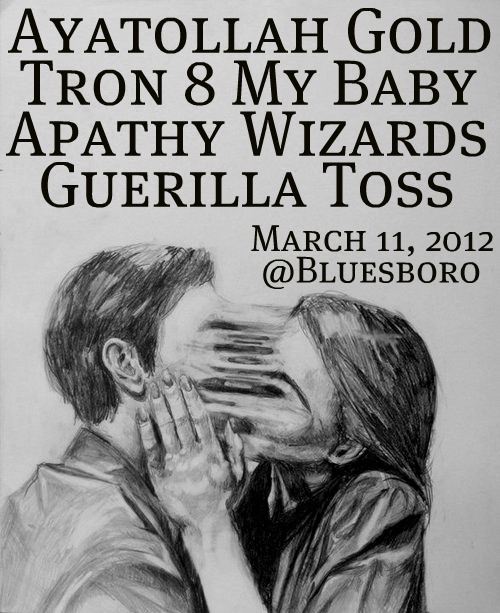 Ayatollah Gold
Tron 8 My Baby
Apathy Wizards
Guerilla Toss
March 11, 2012
@Bluesboro